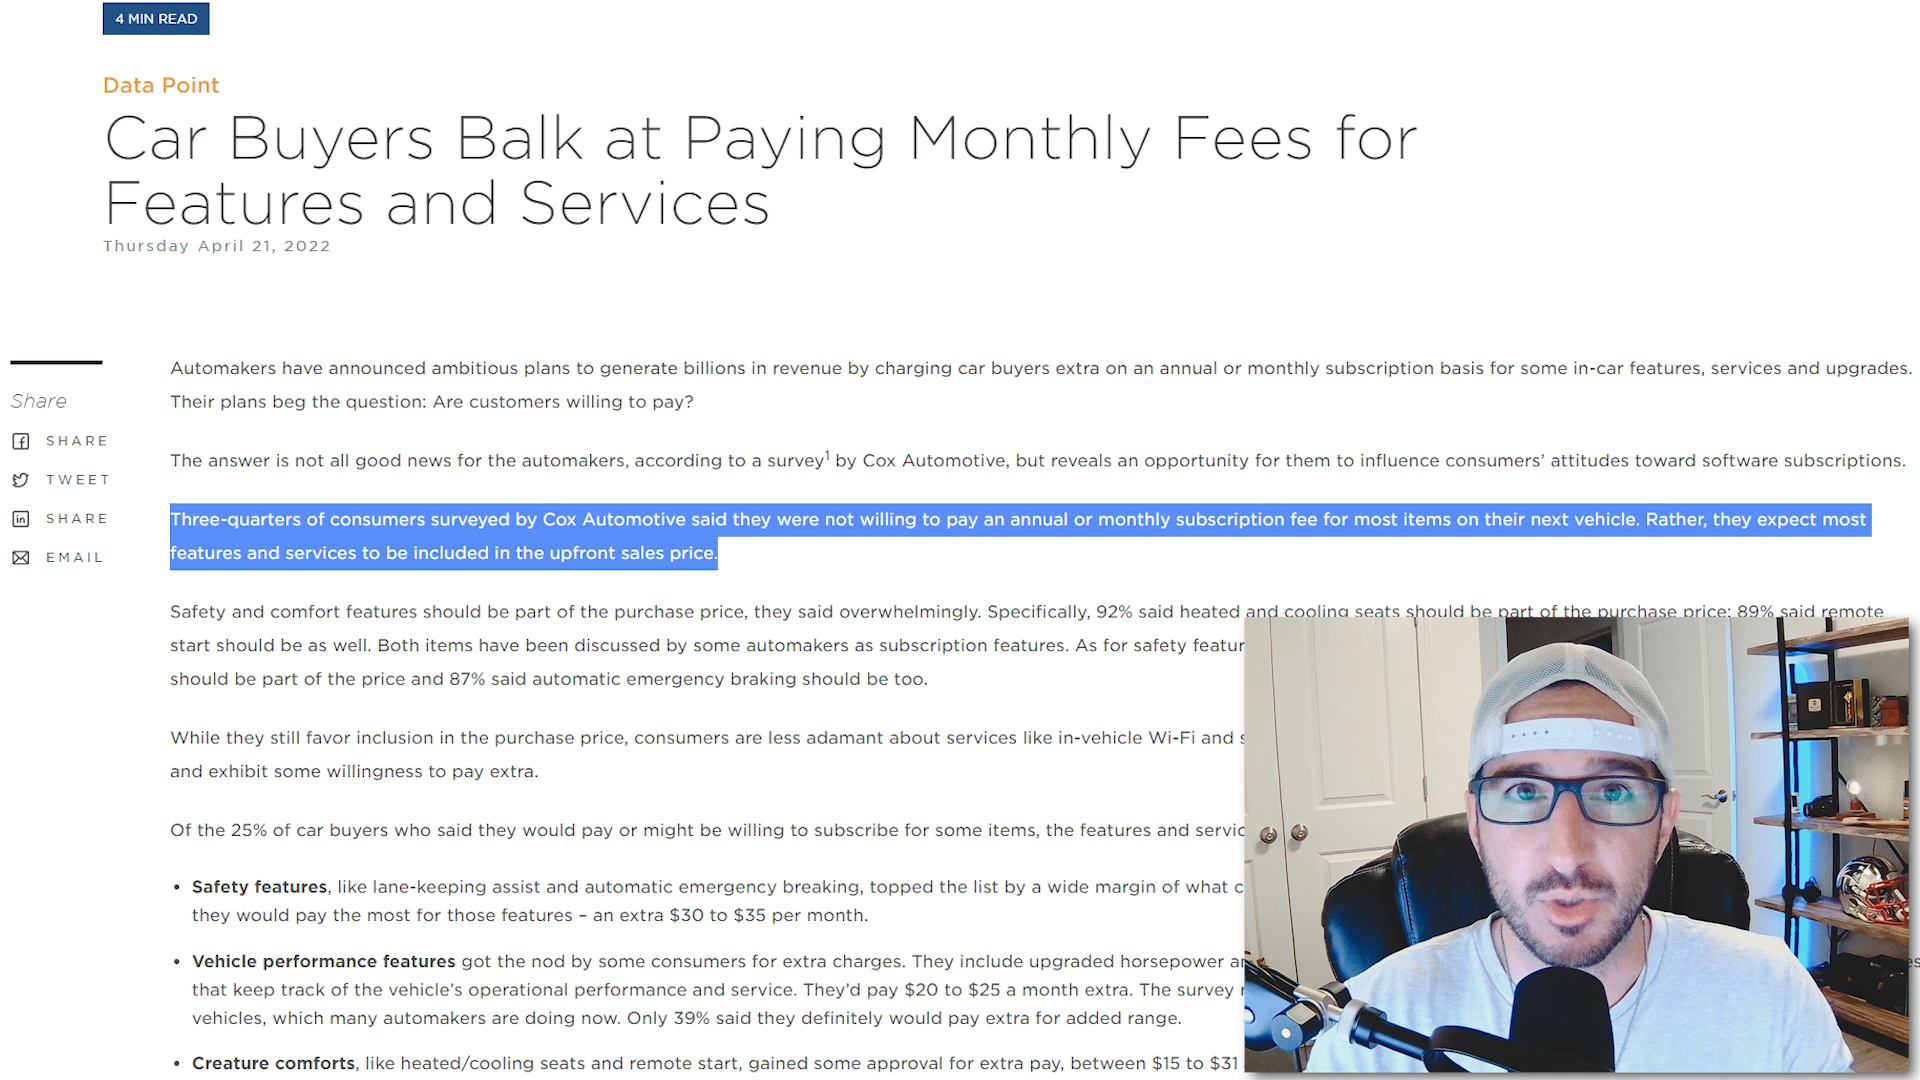 4 MIN READ
Data Point
Car Buyers Balk at Paying Monthly Fees for
Features and Services
Thursday April 21, 2022
Share
SHARE
TWEET
SHARE
EMAIL
Automakers have announced ambitious plans to generate billions in revenue by charging car buyers extra on an annual or monthly subscription basis for some in-car features, services and upgrades.
Their plans beg the question: Are customers willing to pay?
The answer is not all good news for the automakers, according to a survey1 by Cox Automotive, but reveals an opportunity for them to influence consumers’ attitudes toward software subscriptions.
Three-quarters of consumers surveyed by Cox Automotive said they were not willing to pay an annual or monthly subscription fee for most items on their next vehicle. Rather, they expect most
features and services to be included in the upfront sales price.
Safety and comfort features should be part of the purchase price, they said overwhelmingly. Specifically, 92% said heated and cooling seats should be part of the purchase price; 89% said remote
start should be as well. Both items have been discussed by some automakers as subscription features. As for safety featur
should be part of the price and 87% said automatic emergency braking should be too.
While they still favor inclusion in the purchase price, consumers are less adamant about services like in-vehicle Wi-Fi and s
and exhibit some willingness to pay extra.
Of the 25% of car buyers who said they would pay or might be willing to subscribe for some items, the features and servic
• Safety features, like lane-keeping assist and automatic emergency breaking, topped the list by a wide margin of what c
they would pay the most for those features – an extra $30 to $35 per month.
• Vehicle performance features got the nod by some consumers for extra charges. They include upgraded horsepower a
that keep track of the vehicle’s operational performance and service. They’d pay $20 to $25 a month extra. The survey
vehicles, which many automakers are doing now. Only 39% said they definitely would pay extra for added range.
• Creature comforts, like heated/cooling seats and remote start, gained some approval for extra pay, between $15 to $31